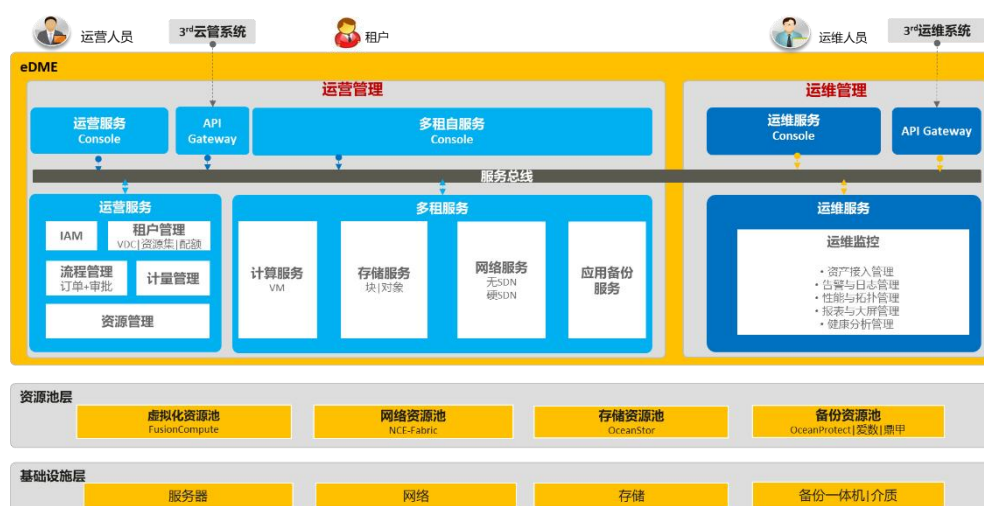 运营人员
3rd云管系统
租户
运维人员
3rd运维系统
eDME
运营管理
运维管理
运营服务
Console
API
Gateway
多租自服务
Console
运维服务
Console
API Gateway
服务总线
运营服务
IAM
租户管理
VDC|资源集|配额
流程管理
订单+审批
计量管理
资源管理
多租服务
计算服务
VM
存储服务
块|对象
网络服务
无SDN
硬SDN
应用备份
服务
运维服务
运维监控
•资产接入管理
•告警与日志管理
•性能与拓扑管理
•报表与大屏管理
•健康分析管理
资源池层
虚拟化资源池
FusionCompute
网络资源池
NCE-Fabric
存储资源池
OceanStor
备份资源池
OceanProtect|爱数|鼎甲
基础设施层
服务器
网络
存储
备份一体机|介质